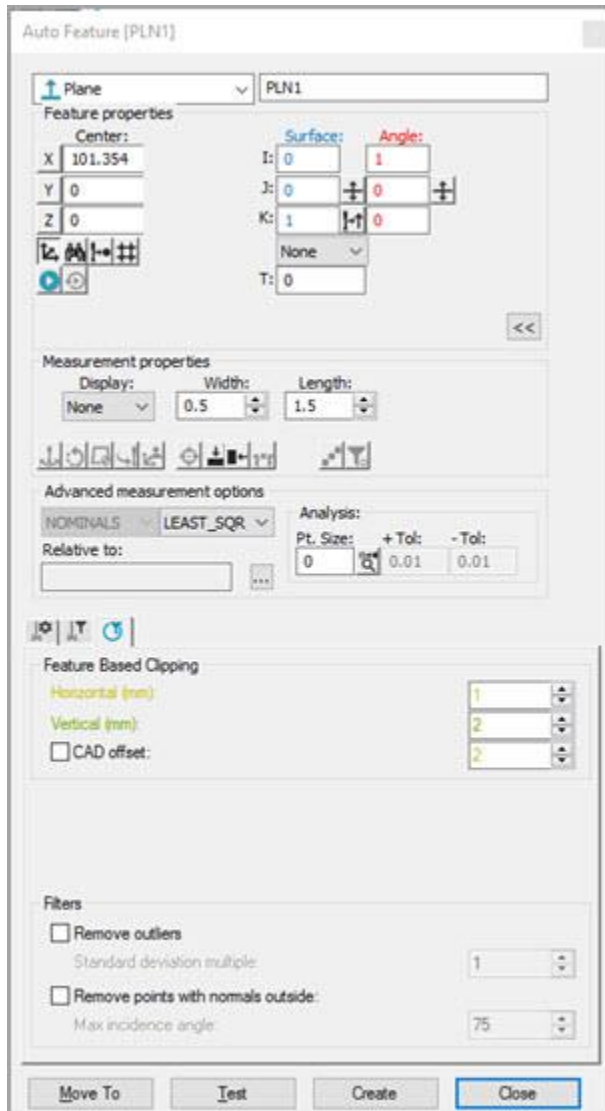 Auto Feature [PLN1]
Plane PLN1
Feature properties
Center: Surface: Angle:
X 101.354 I: 0 1
Y 0 J: 0 0
Z 0 K: 1 0
None
T: 0
<<
Measurement properties
Display: Width: Length:
None 0.5 1.5
Advanced measurement options
NOMINALS LEAST_SQR Analysis:
Pt. Size: + Tol: - Tol:
Relative to: 0 0.01 0.01
...
Feature Based Clipping
Horizontal (mm): 1
Vertical (mm): 2
CAD offset: 2
Filters
Remove outliers
Standard deviation multiple: 1
Remove points with normals outside:
Max incidence angle: 75
Move To Test Create Close